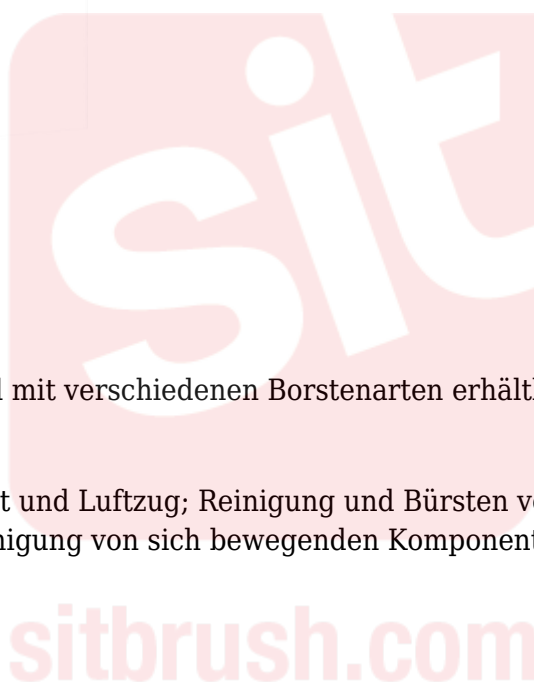 sit
mit verschiedenen Borstenarten
und Luftzug; Reinigung und Bürsten
von sich bewegenden
sitbrush.com